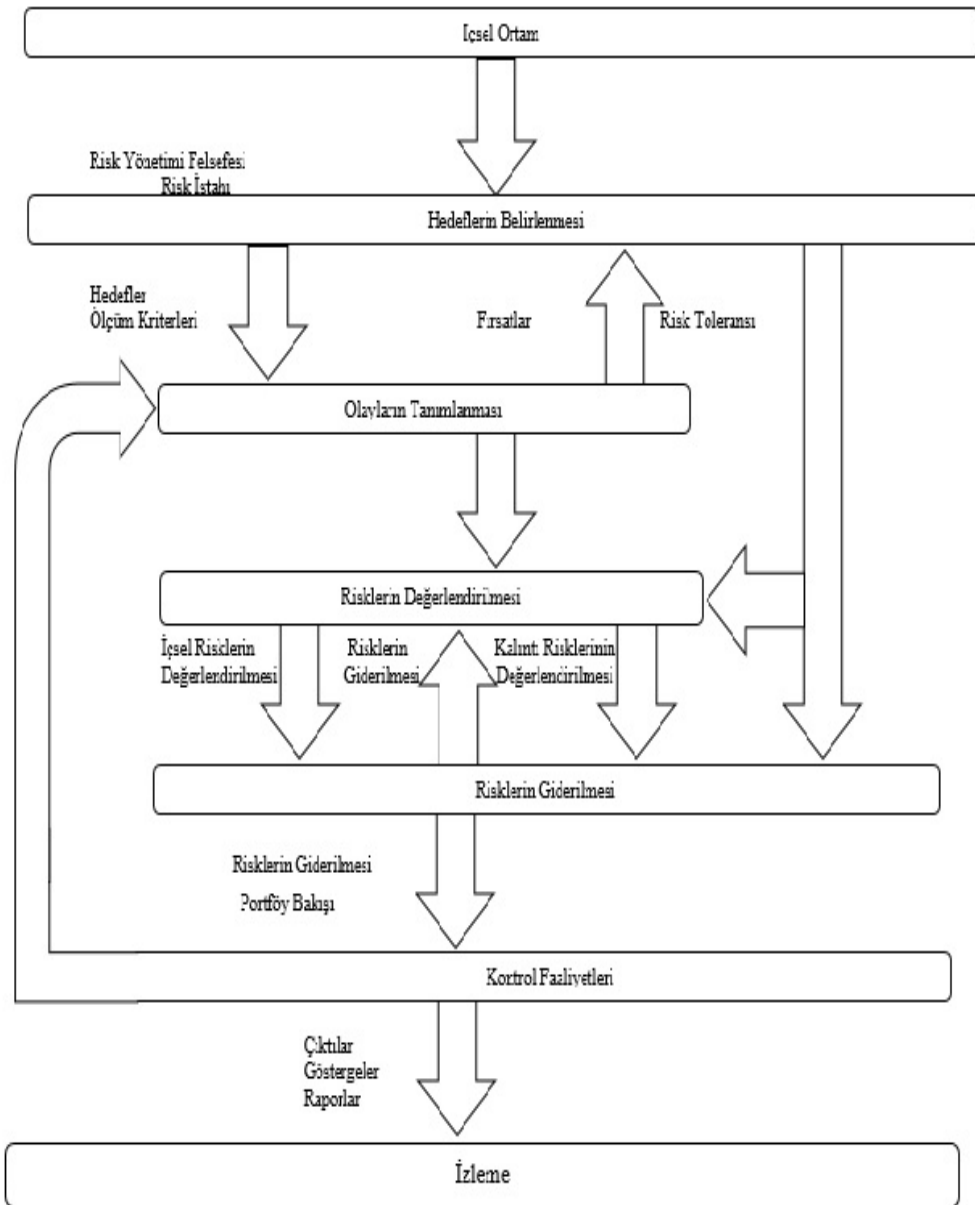 İçsel Ortam
Risk Yönetimi Felsefesi
Risk İstahı
Hedeflerin Belirlenmesi
Hedefler
Ölçüm Kriterleri
Fırsatlar
Risk Toleransı
Olayların Tanımlanması
Risklerin Değerlendirilmesi
İçsel Risklerin
Değerlendirilmesi
Risklerin
Giderilmesi
Kalıntı Risklerinin
Değerlendirilmesi
Risklerin Giderilmesi
Risklerin Giderilmesi
Portföy Bakışı
Kontrol Faaliyetleri
Çıktılar
Göstergeler
Raporlar
İzleme